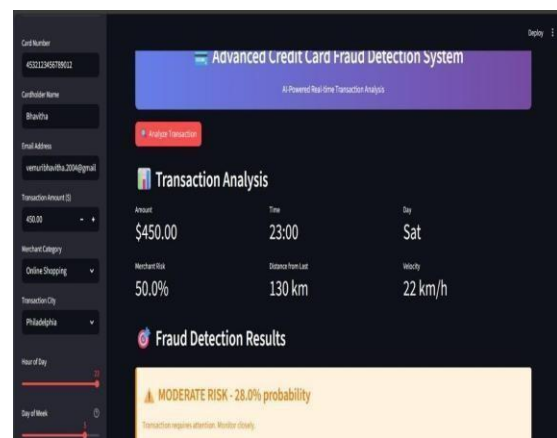 Deploy
Card Number
453212345678901​2
Cardholder Name
Bhavitha
Email Address
vemuribhavitha.2004@gmail
Transaction Amount ($)
450.00 - +
Merchant Category
Online Shopping
Transaction City
Philadelphia
Hour of Day
23
Day of Week
5
Advanced Credit Card Fraud Detection System
AI-Powered Real-time Transaction Analysis
Analyze Transaction
Transaction Analysis
Amount Time Day
$450.00 23:00 Sat
Merchant Risk Distance from Last Velocity
50.0% 130 km 22 km/h
Fraud Detection Results
MODERATE RISK - 28.0% probability
Transaction requires attention. Monitor closely.